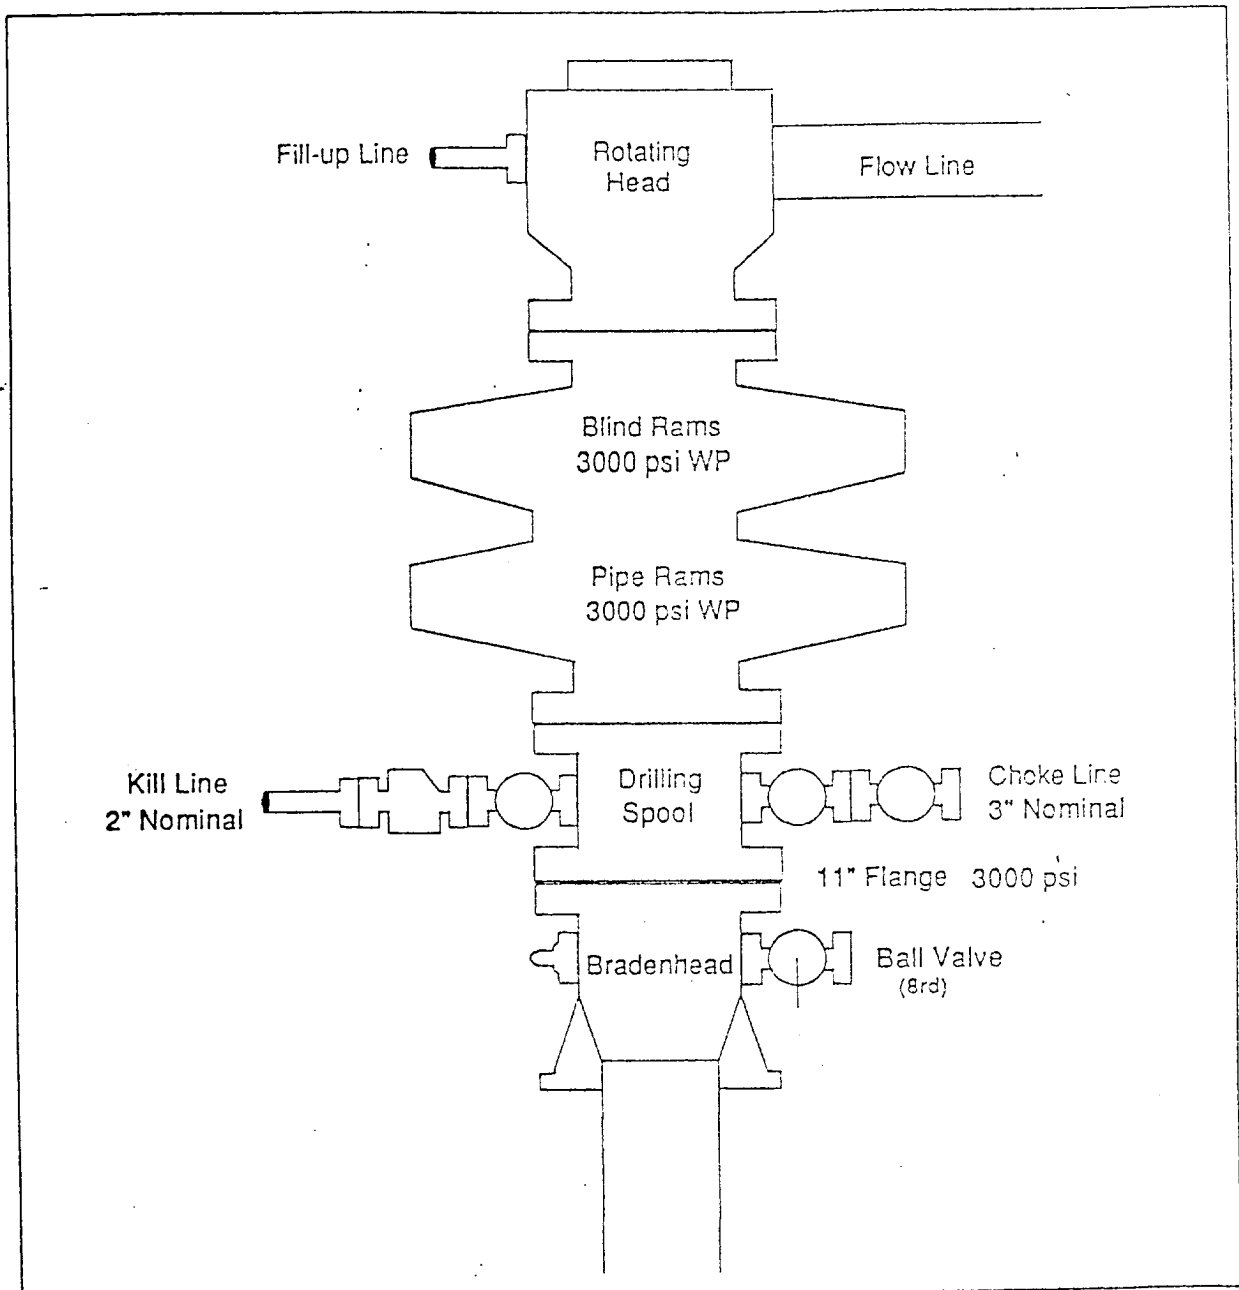 Fill-up Line
Rotating
Head
Flow Line
Blind Rams
3000 psi WP
Pipe Rams
3000 psi WP
Kill Line
2" Nominal
Drilling
Spool
Choke Line
3" Nominal
11" Flange 3000 psi
Bradenhead
Ball Valve
(8rd)